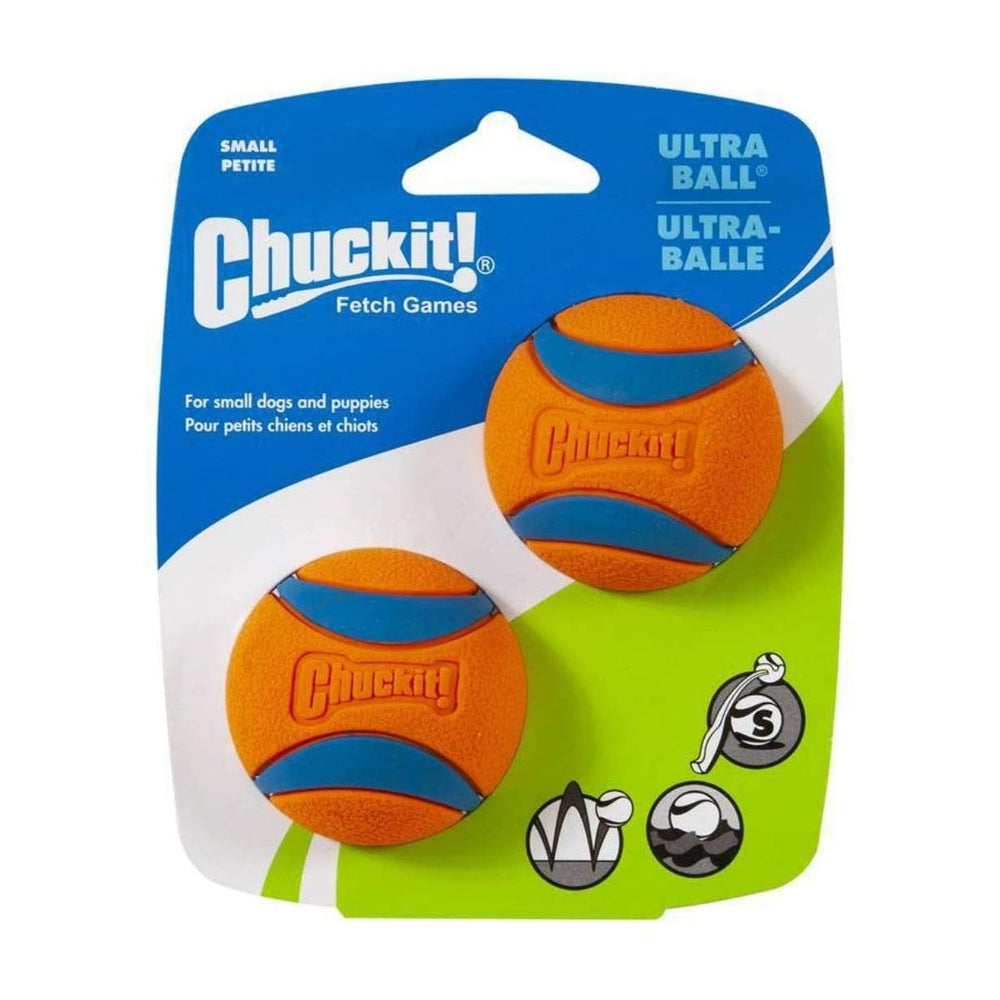 SMALL
PETITE
ULTRA
BALL®
ULTRA-
BALLE
Chuckit!®
Fetch Games
For small dogs and puppies
Pour petits chiens et chiots
Chuckit!
Chuckit!
S